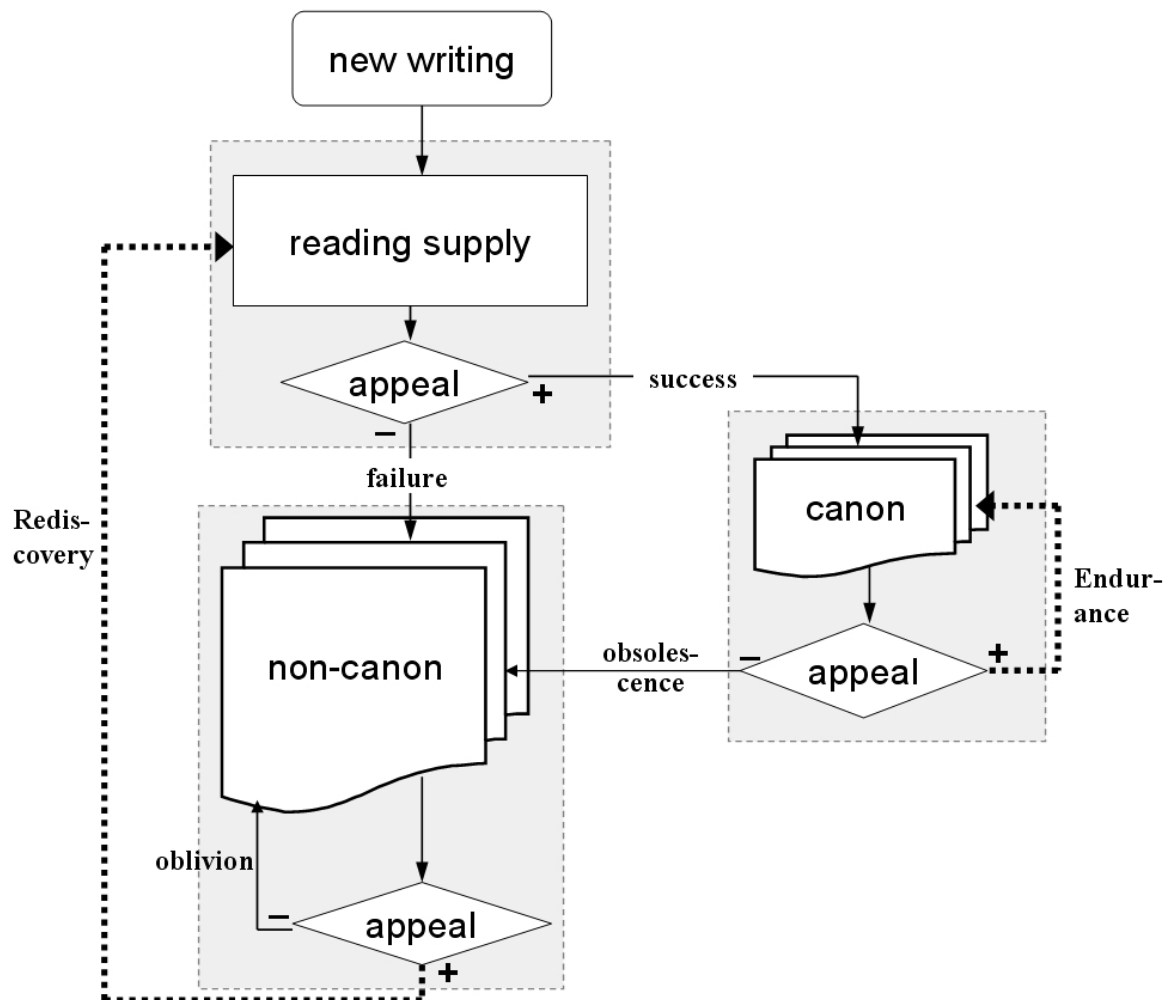 new writing
reading supply
appeal
+
success
−
failure
canon
Redis-
covery
Endur-
ance
non-canon
obsoles-
cence
−
+
appeal
oblivion
−
appeal
+